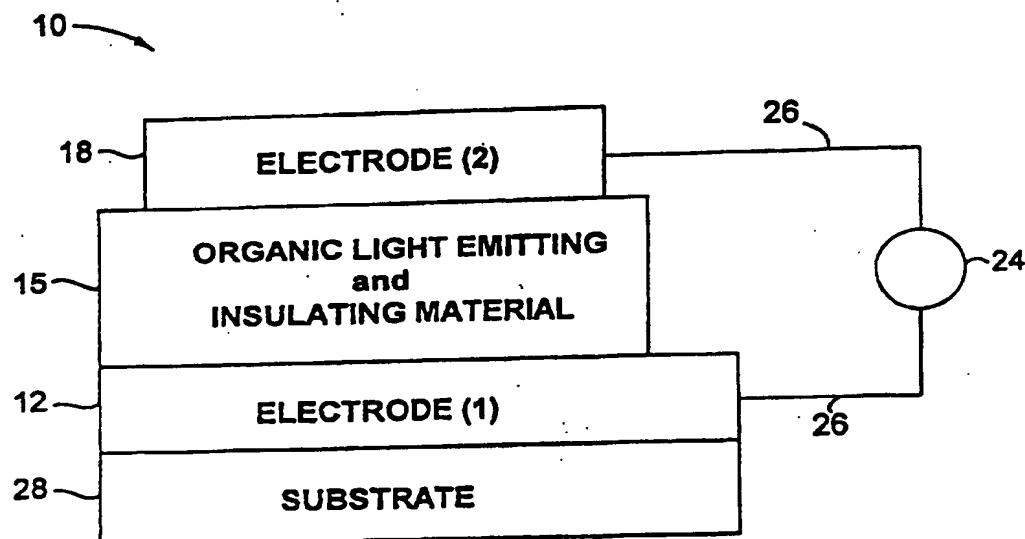 10
18
ELECTRODE (2)
26
15
ORGANIC LIGHT EMITTING
and
INSULATING MATERIAL
24
12
ELECTRODE (1)
26
28
SUBSTRATE